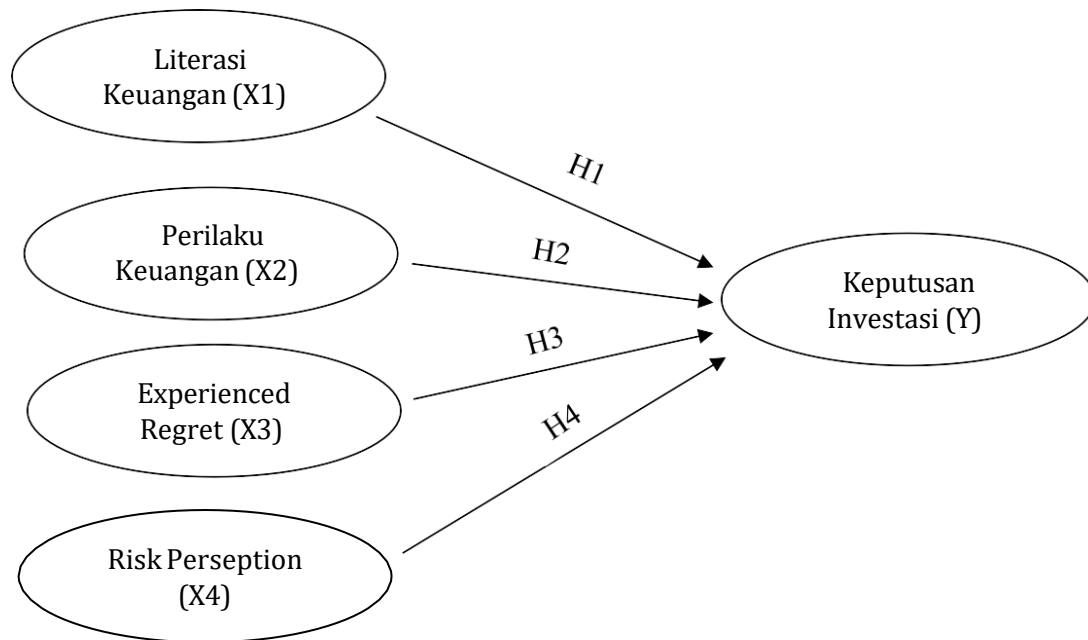 Literasi
Keuangan (X1)
H1
Perilaku
Keuangan (X2)
H2
Keputusan
Investasi (Y)
Experienced
Regret (X3)
H3
H4
Risk Perseption
(X4)